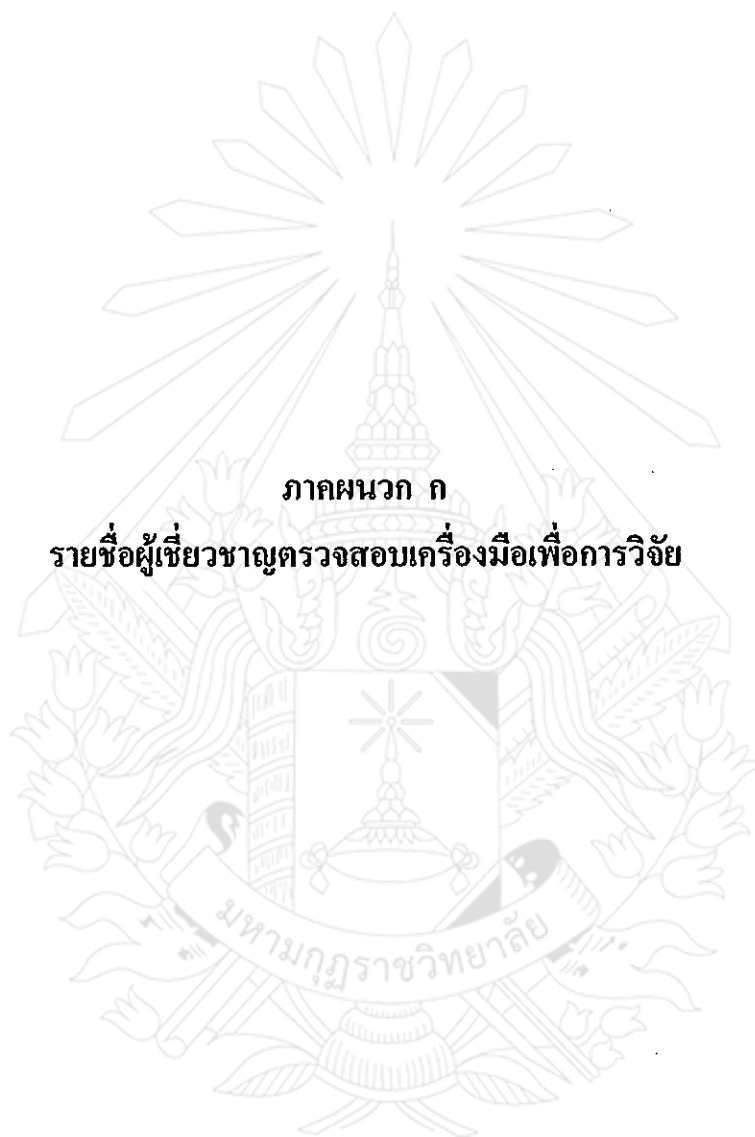 ภาคผนวก ก
รายชื่อผู้เชี่ยวชาญตรวจสอบเครื่องมือเพื่อการวิจัย
มหามกุฏราชวิทยาลัย